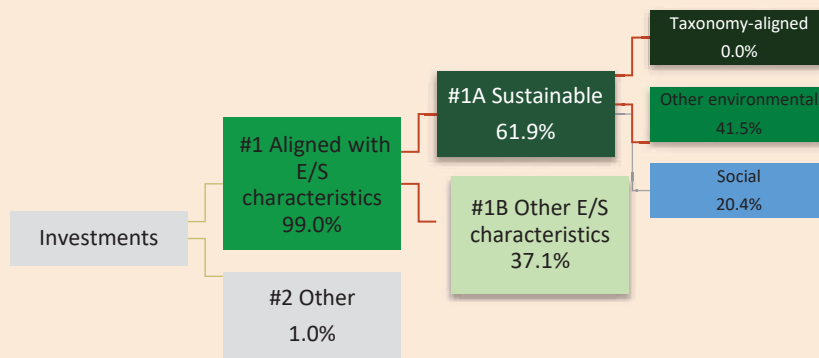 Investments
#1 Aligned with
E/S
characteristics
99.0%
#2 Other
1.0%
#1A Sustainable
61.9%
#1B Other E/S
characteristics
37.1%
Taxonomy-aligned
0.0%
Other environmental
41.5%
Social
20.4%